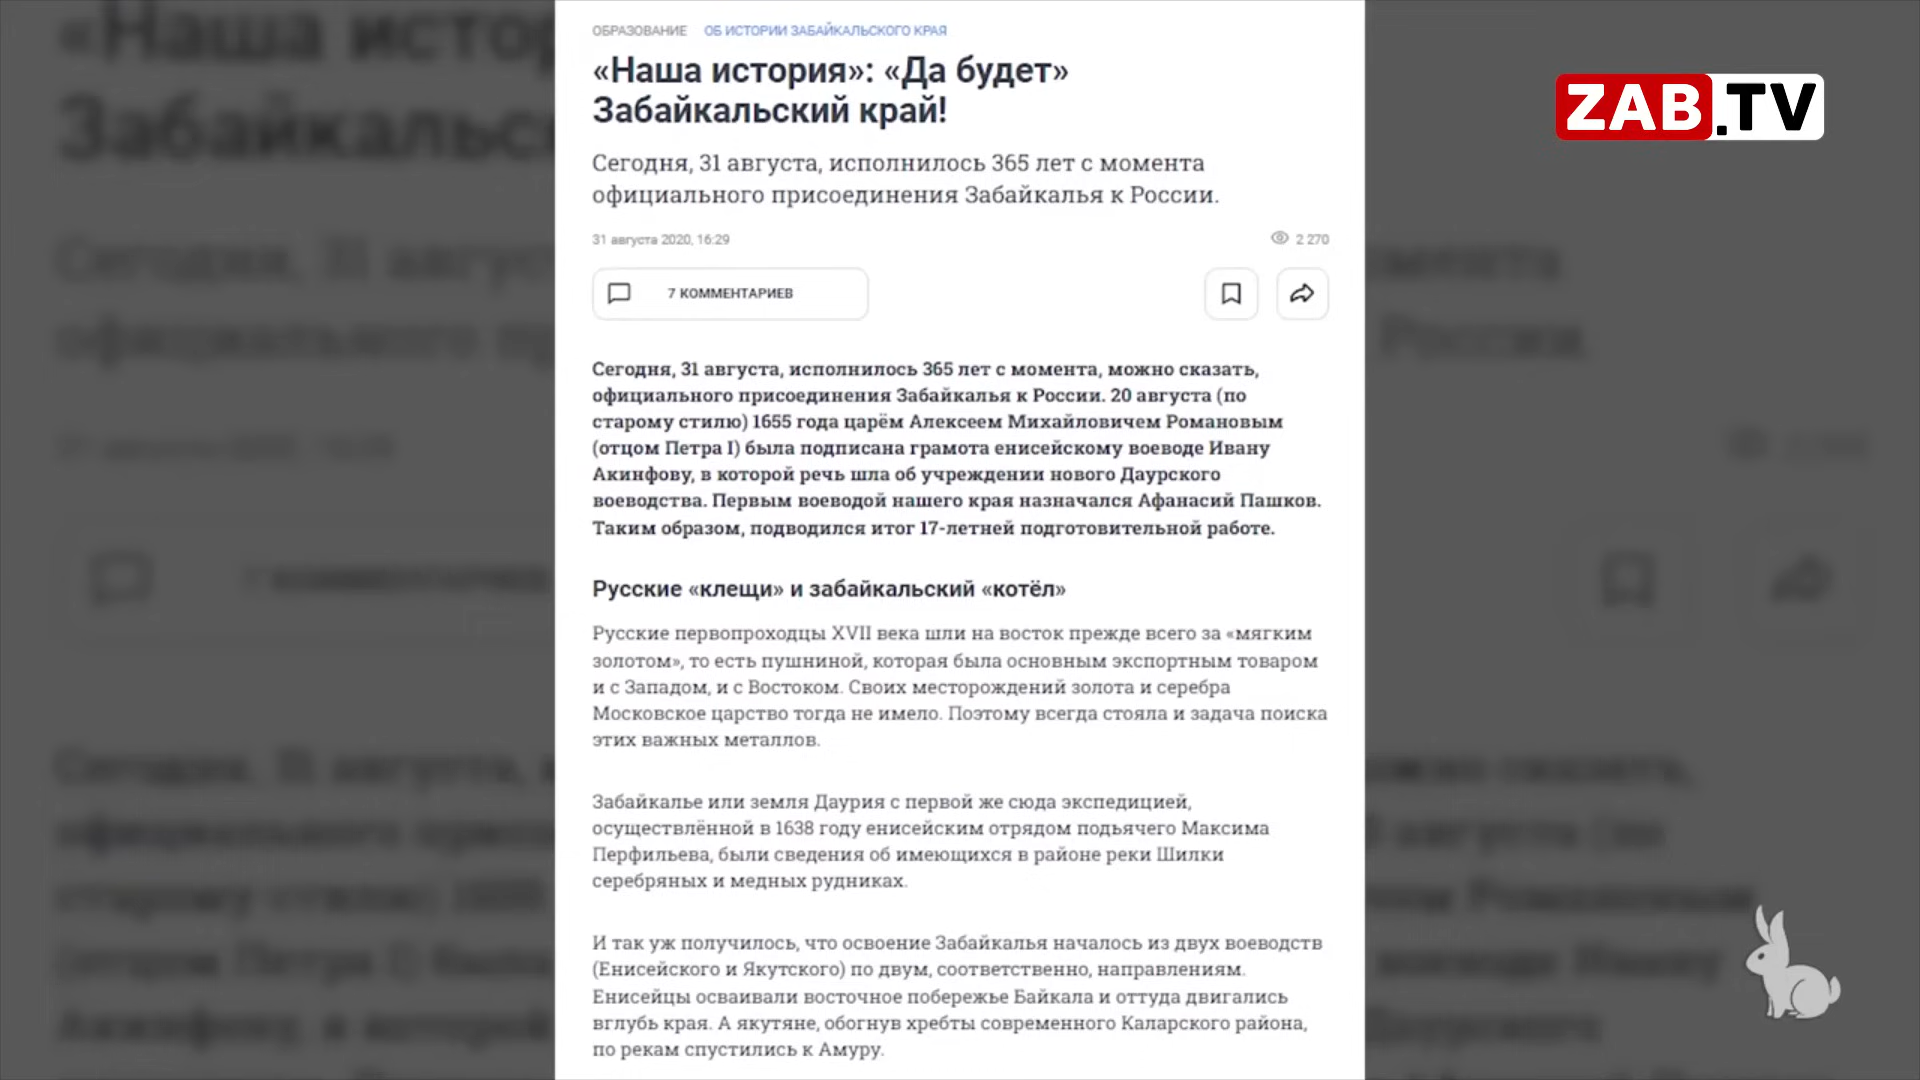 ОБРАЗОВАНИЕ ОБ ИСТОРИИ ЗАБАЙКАЛЬСКОГО КРАЯ
«Наша история»: «Да будет»
Забайкальский край!
Сегодня, 31 августа, исполнилось 365 лет с момента
официального присоединения Забайкалья к России.
31 августа 2020, 16:29
2 270
7 КОММЕНТАРИЕВ
Сегодня, 31 августа, исполнилось 365 лет с момента, можно сказать,
официального присоединения Забайкалья к России. 20 августа (по
старому стилю) 1655 года царём Алексеем Михайловичем Романовым
(отцом Петра I) была подписана грамота енисейскому воеводе Ивану
Акинфову, в которой речь шла об учреждении нового Даурского
воеводства. Первым воеводой нашего края назначался Афанасий Пашков.
Таким образом, подводился итог 17-летней подготовительной работе.
Русские «клещи» и забайкальский «котёл»
Русские первопроходцы XVII века шли на восток прежде всего за «мягким
золотом», то есть пушниной, которая была основным экспортным товаром
и с Западом, и с Востоком. Своих месторождений золота и серебра
Московское царство тогда не имело. Поэтому всегда стояла и задача поиска
этих важных металлов.
Забайкалье или земля Даурия с первой же сюда экспедицией,
осуществлённой в 1638 году енисейским отрядом подьячего Максима
Перфильева, были сведения об имеющихся в районе реки Шилки
серебряных и медных рудниках.
И так уж получилось, что освоение Забайкалья началось из двух воеводств
(Енисейского и Якутского) по двум, соответственно, направлениям.
Енисейцы осваивали восточное побережье Байкала и оттуда двигались
вглубь края. А якутяне, обогнув хребты современного Каларского района,
по рекам спустились к Амуру.
ZAB.TV